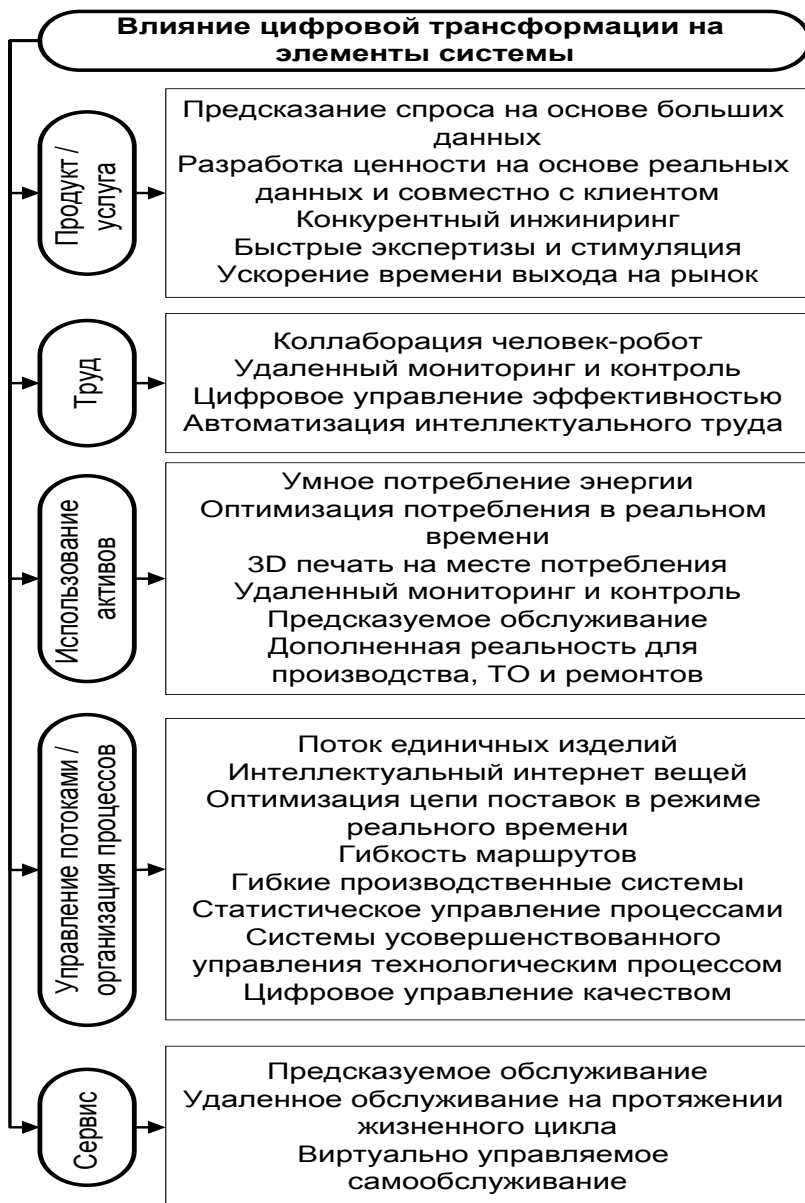 Влияние цифровой трансформации на
элементы системы
Продукт /
услуга
Предсказание спроса на основе больших
данных
Разработка ценности на основе реальных
данных и совместно с клиентом
Конкурентный инжиниринг
Быстрые экспертизы и стимуляция
Ускорение времени выхода на рынок
Труд
Коллаборация человек-робот
Удаленный мониторинг и контроль
Цифровое управление эффективностью
Автоматизация интеллектуального труда
Использование
активов
Умное потребление энергии
Оптимизация потребления в реальном
времени
3D печать на месте потребления
Удаленный мониторинг и контроль
Предсказуемое обслуживание
Дополненная реальность для
производства, ТО и ремонтов
Управление потоками /
организация процессов
Поток единичных изделий
Интеллектуальный интернет вещей
Оптимизация цепи поставок в режиме
реального времени
Гибкость маршрутов
Гибкие производственные системы
Статистическое управление процессами
Системы усовершенствованного
управления технологическим процессом
Цифровое управление качеством
Сервис
Предсказуемое обслуживание
Удаленное обслуживание на протяжении
жизненного цикла
Виртуально управляемое
самообслуживание